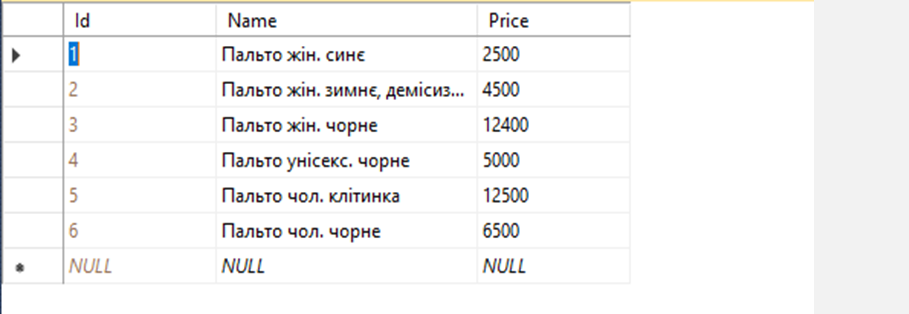 Id Name Price
1 Пальто жін. синє 2500
2 Пальто жін. зимнє, демісиз... 4500
3 Пальто жін. чорне 12400
4 Пальто унісекс. чорне 5000
5 Пальто чол. клітинка 12500
6 Пальто чол. чорне 6500
NULL NULL NULL